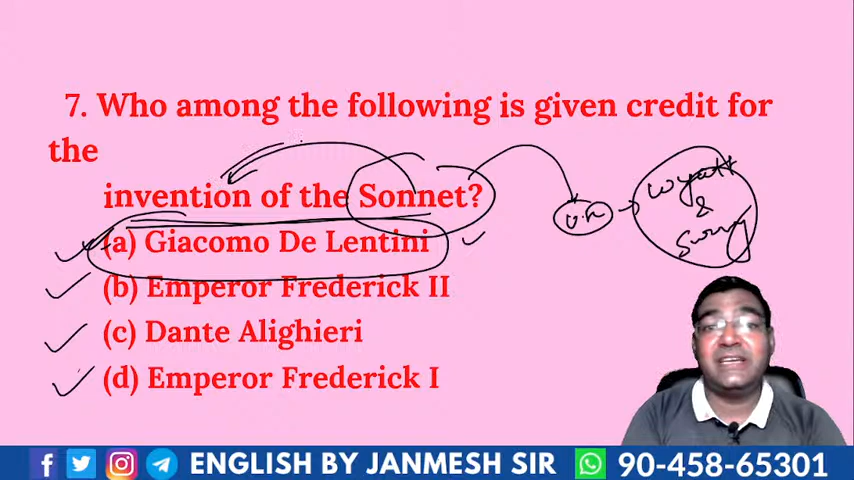 7. Who among the following is given credit for
the
invention of the Sonnet?
(a) Giacomo De Lentini
(b) Emperor Frederick II
(c) Dante Alighieri
(d) Emperor Frederick I
Wyatt
&
Surrey
ENGLISH BY JANMESH SIR 90-458-65301